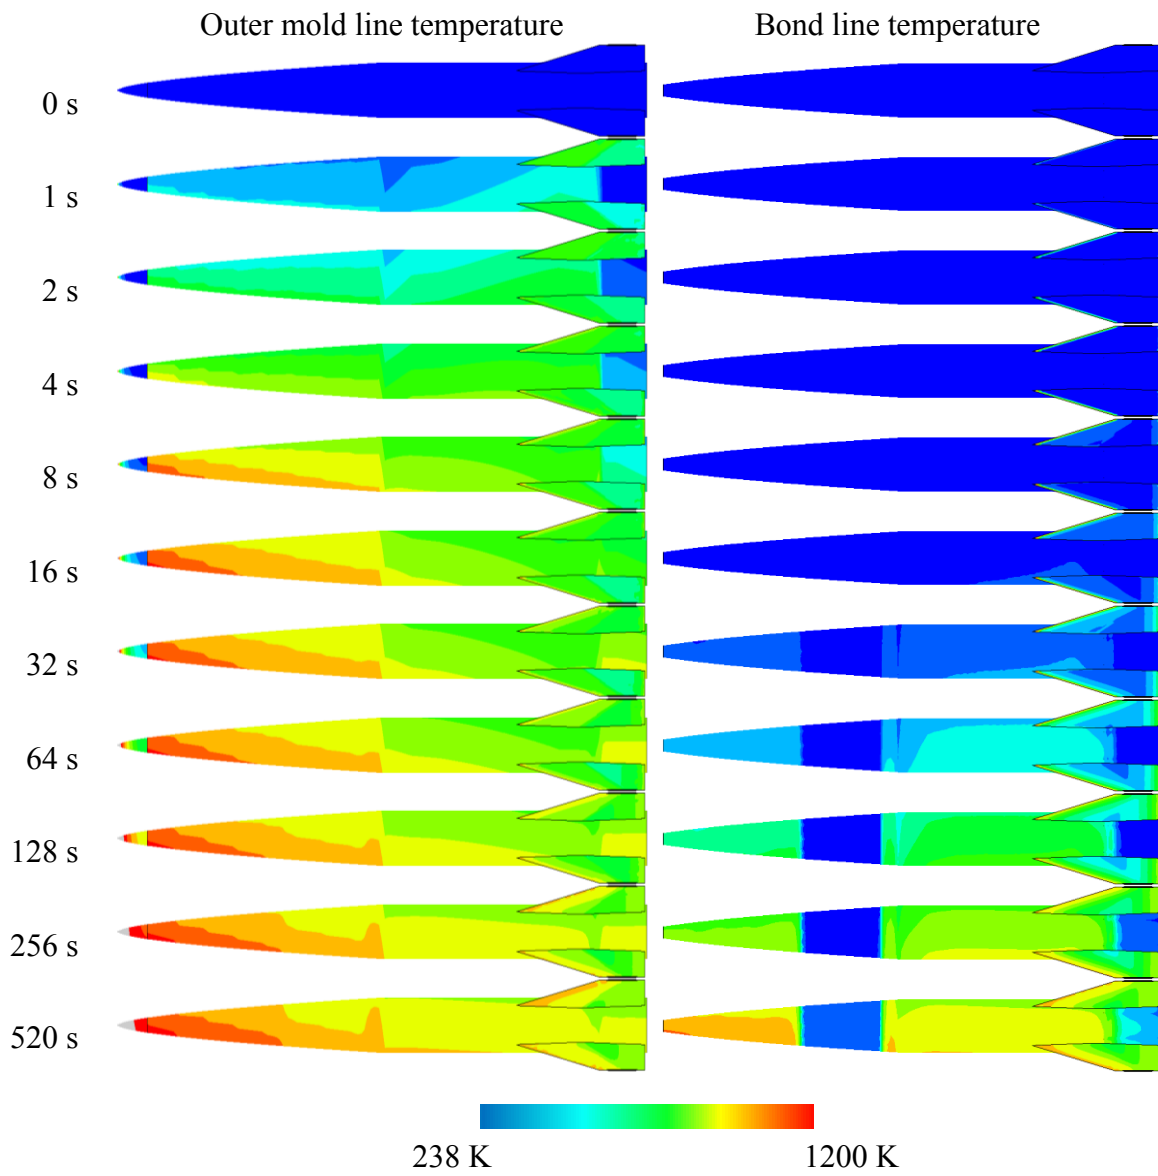 Outer mold line temperature
Bond line temperature
0 s
1 s
2 s
4 s
8 s
16 s
32 s
64 s
128 s
256 s
520 s
238 K
1200 K